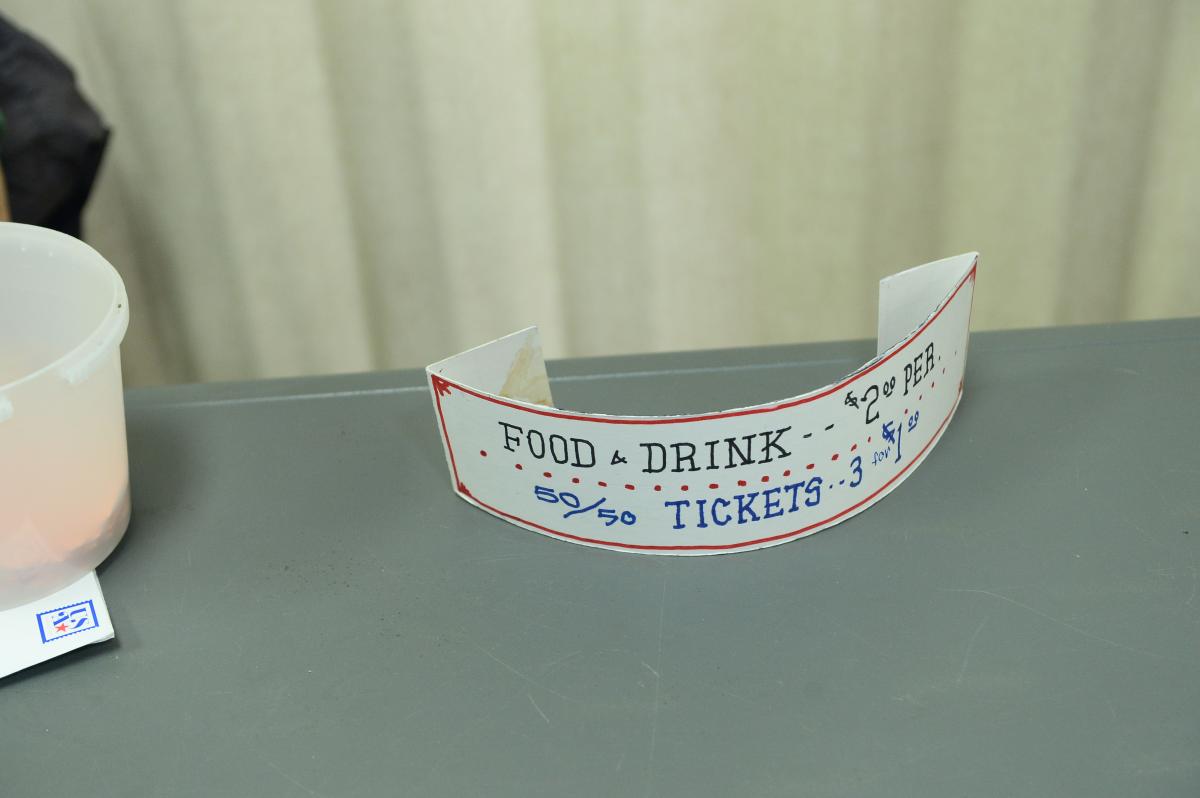 FOOD & DRINK -- $2.00 PER..
50/50 TICKETS--3 for $1.00